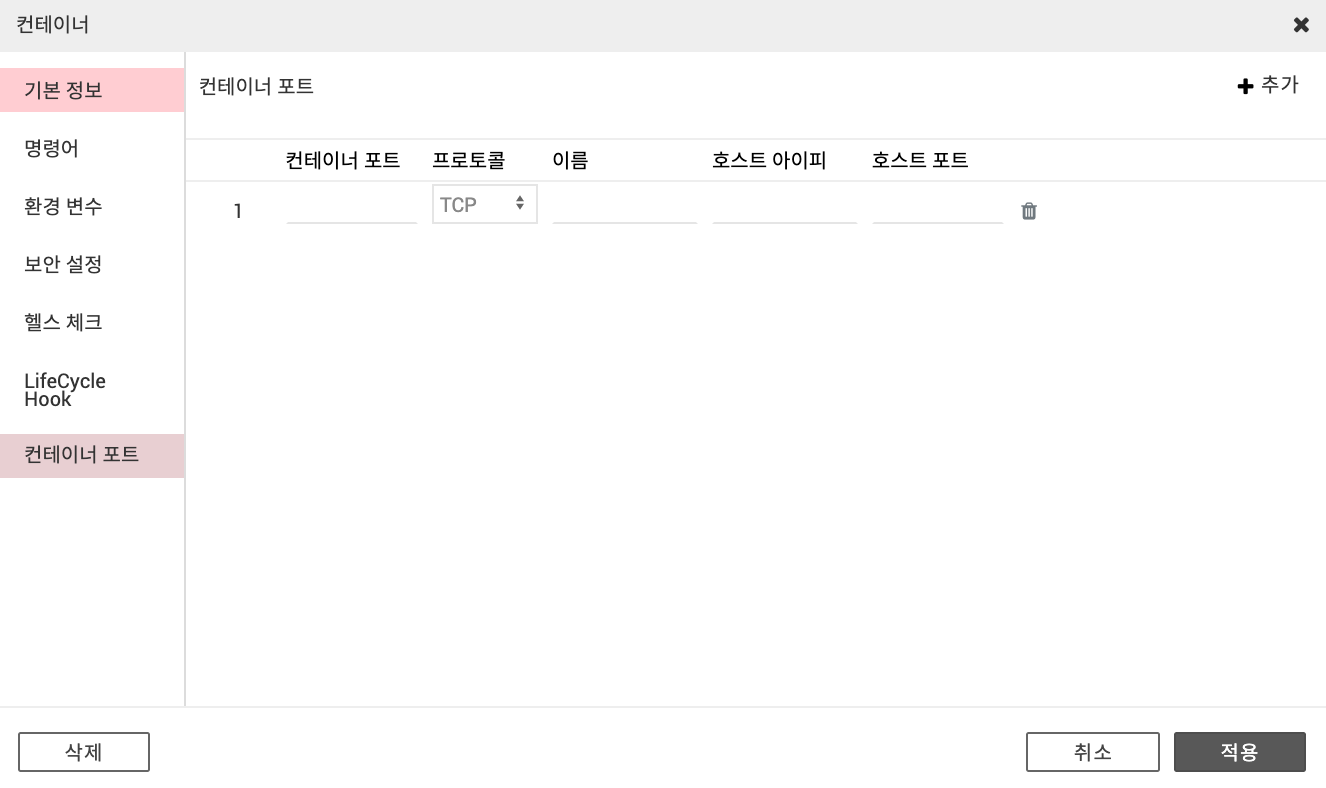 컨테이너
기본 정보
명령어
환경 변수
보안 설정
헬스 체크
LifeCycle
Hook
컨테이너 포트
컨테이너 포트
추가
컨테이너 포트 프로토콜 이름 호스트 아이피 호스트 포트
1 TCP
삭제
취소
적용